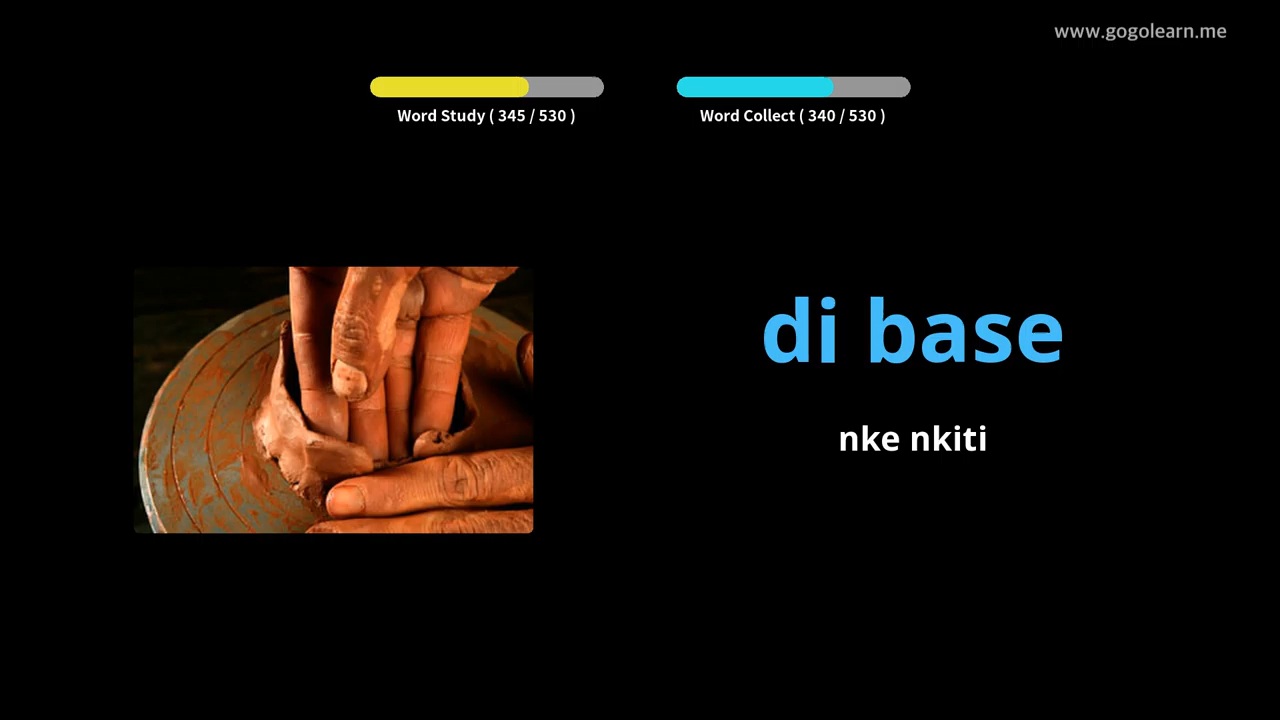 www.gogolearn.me
Word Study ( 345 / 530 )
Word Collect ( 340 / 530 )
di base
nke nkiti